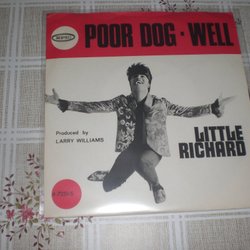 EPIC
POOR DOG · WELL
Produced by
LARRY WILLIAMS
LITTLE
RICHARD